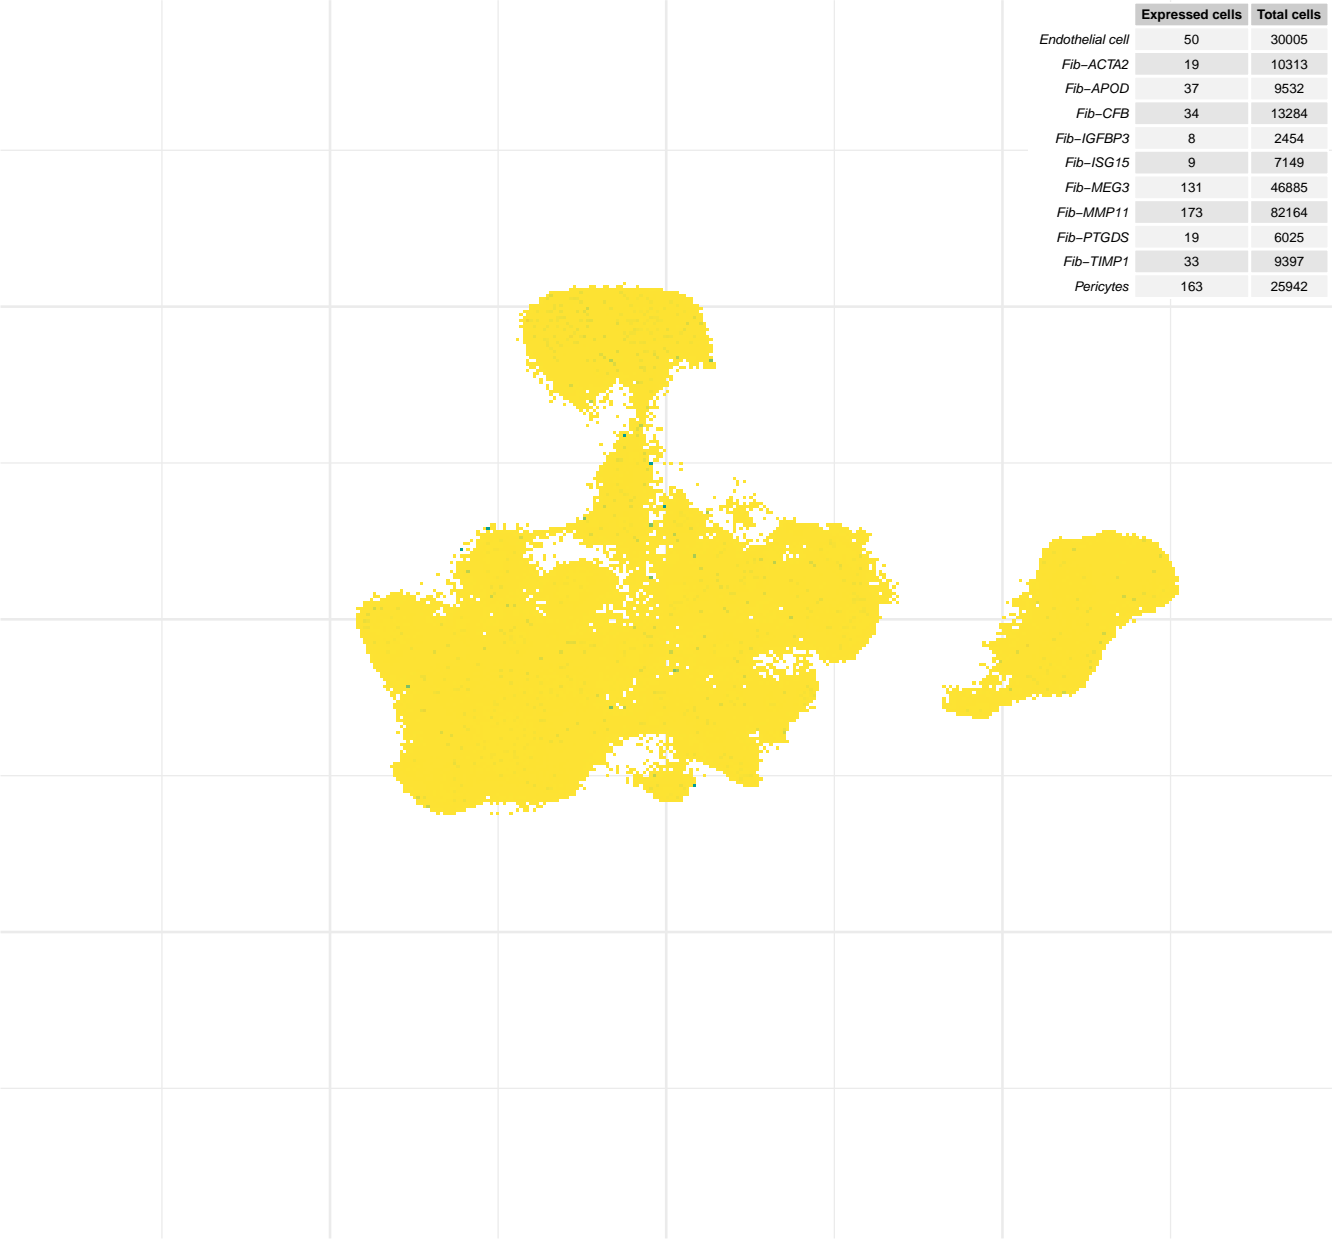 Expressed cells Total cells
Endothelial cell 50 30005
Fib−ACTA2 19 10313
Fib−APOD 37 9532
Fib−CFB 34 13284
Fib−IGFBP3 8 2454
Fib−ISG15 9 7149
Fib−MEG3 131 46885
Fib−MMP11 173 82164
Fib−PTGDS 19 6025
Fib−TIMP1 33 9397
Pericytes 163 25942